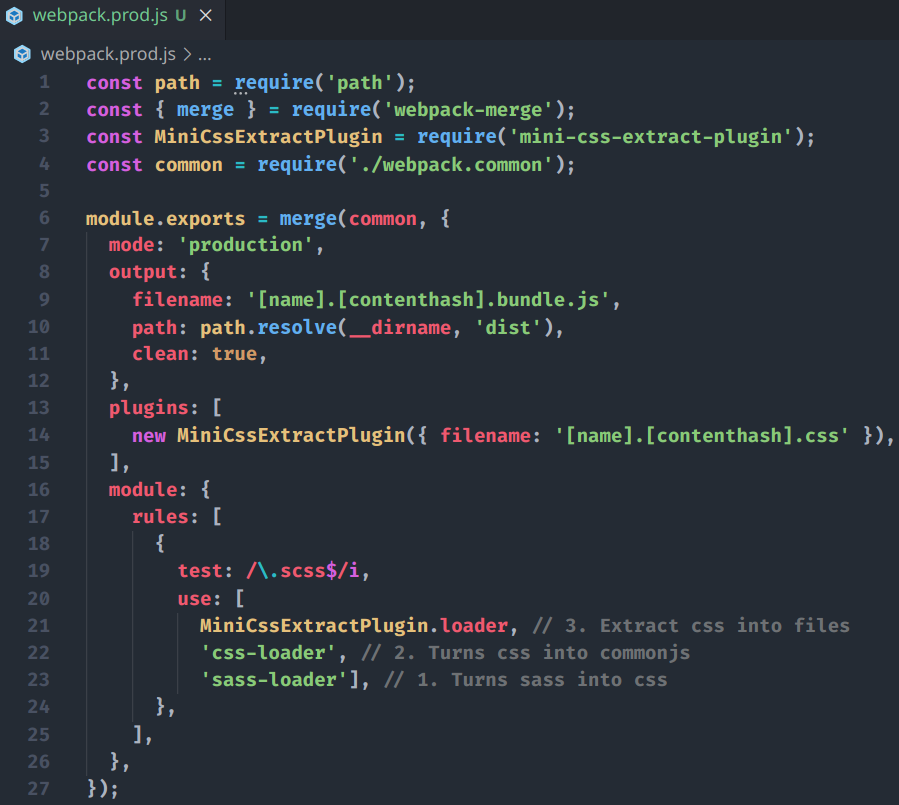 webpack.prod.js U ×
webpack.prod.js > ...
1 const path = require('path');
2 const { merge } = require('webpack-merge');
3 const MiniCssExtractPlugin = require('mini-css-extract-plugin');
4 const common = require('./webpack.common');
5
6 module.exports = merge(common, {
7   mode: 'production',
8   output: {
9     filename: '[name].[contenthash].bundle.js',
10     path: path.resolve(__dirname, 'dist'),
11     clean: true,
12   },
13   plugins: [
14     new MiniCssExtractPlugin({ filename: '[name].[contenthash].css' }),
15   ],
16   module: {
17     rules: [
18       {
19         test: /\.scss$/i,
20         use: [
21           MiniCssExtractPlugin.loader, // 3. Extract css into files
22           'css-loader', // 2. Turns css into commonjs
23           'sass-loader'], // 1. Turns sass into css
24       },
25     ],
26   },
27 });